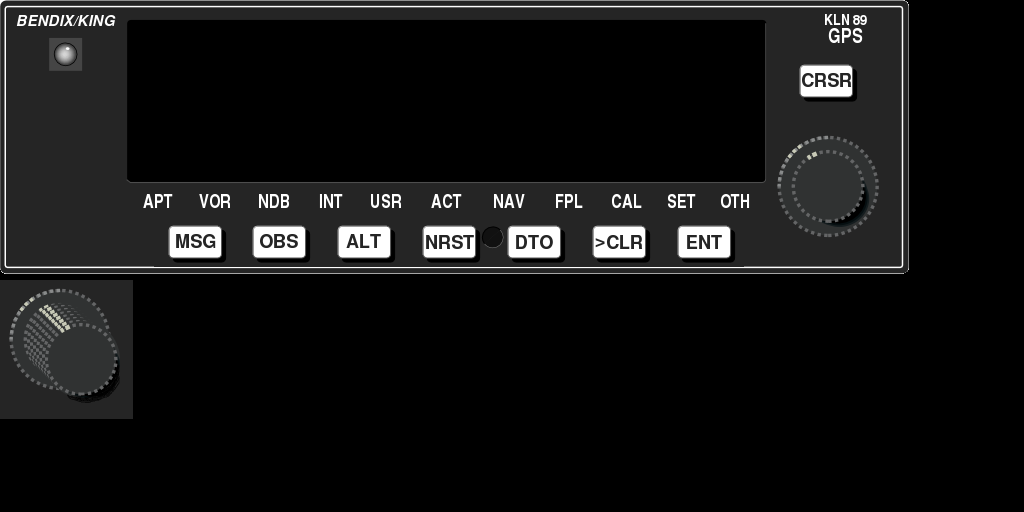 BENDIX/KING
KLN 89
GPS
CRSR
APT VOR NDB INT USR ACT NAV FPL CAL SET OTH
MSG OBS ALT NRST DTO >CLR ENT